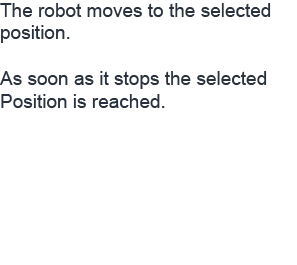 The robot moves to the selected
position.
As soon as it stops the selected
Position is reached.